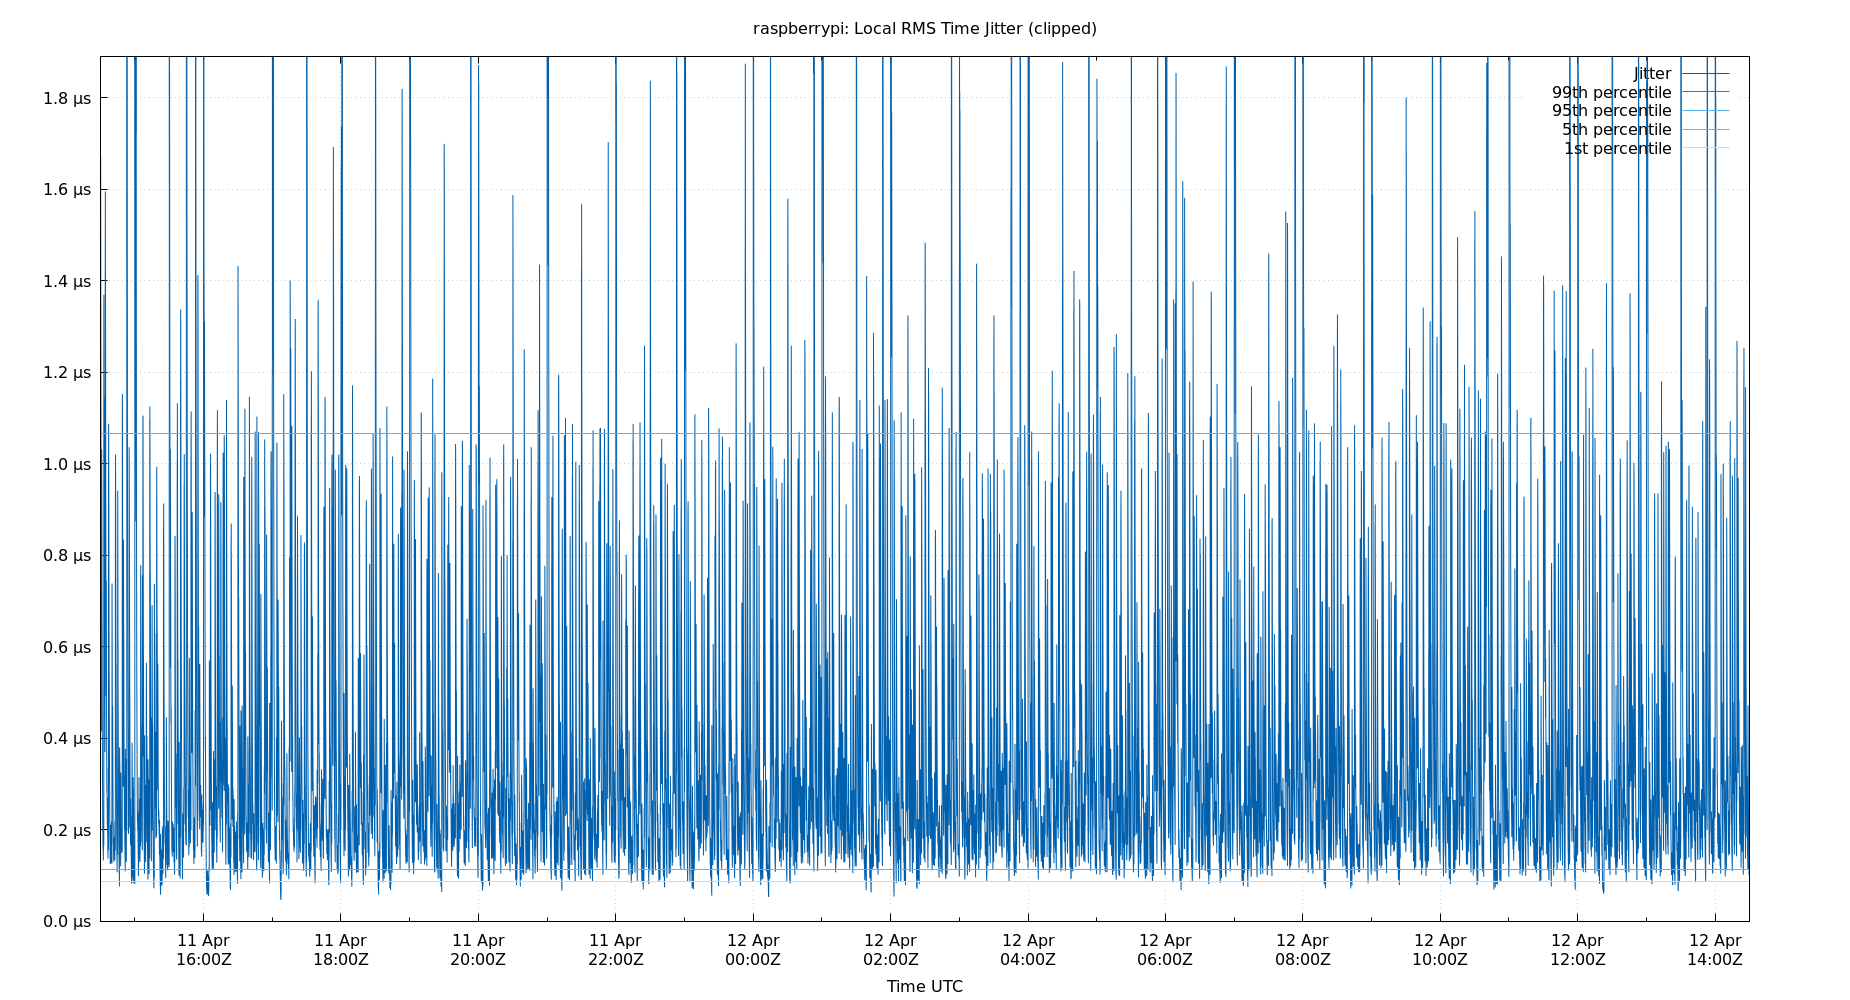 raspberrypi: Local RMS Time Jitter (clipped)
Jitter
99th percentile
95th percentile
5th percentile
1st percentile
1.8 µs
1.6 µs
1.4 µs
1.2 µs
1.0 µs
0.8 µs
0.6 µs
0.4 µs
0.2 µs
0.0 µs
11 Apr 11 Apr 11 Apr 11 Apr 12 Apr 12 Apr 12 Apr 12 Apr 12 Apr 12 Apr 12 Apr 12 Apr
16:00Z 18:00Z 20:00Z 22:00Z 00:00Z 02:00Z 04:00Z 06:00Z 08:00Z 10:00Z 12:00Z 14:00Z
Time UTC